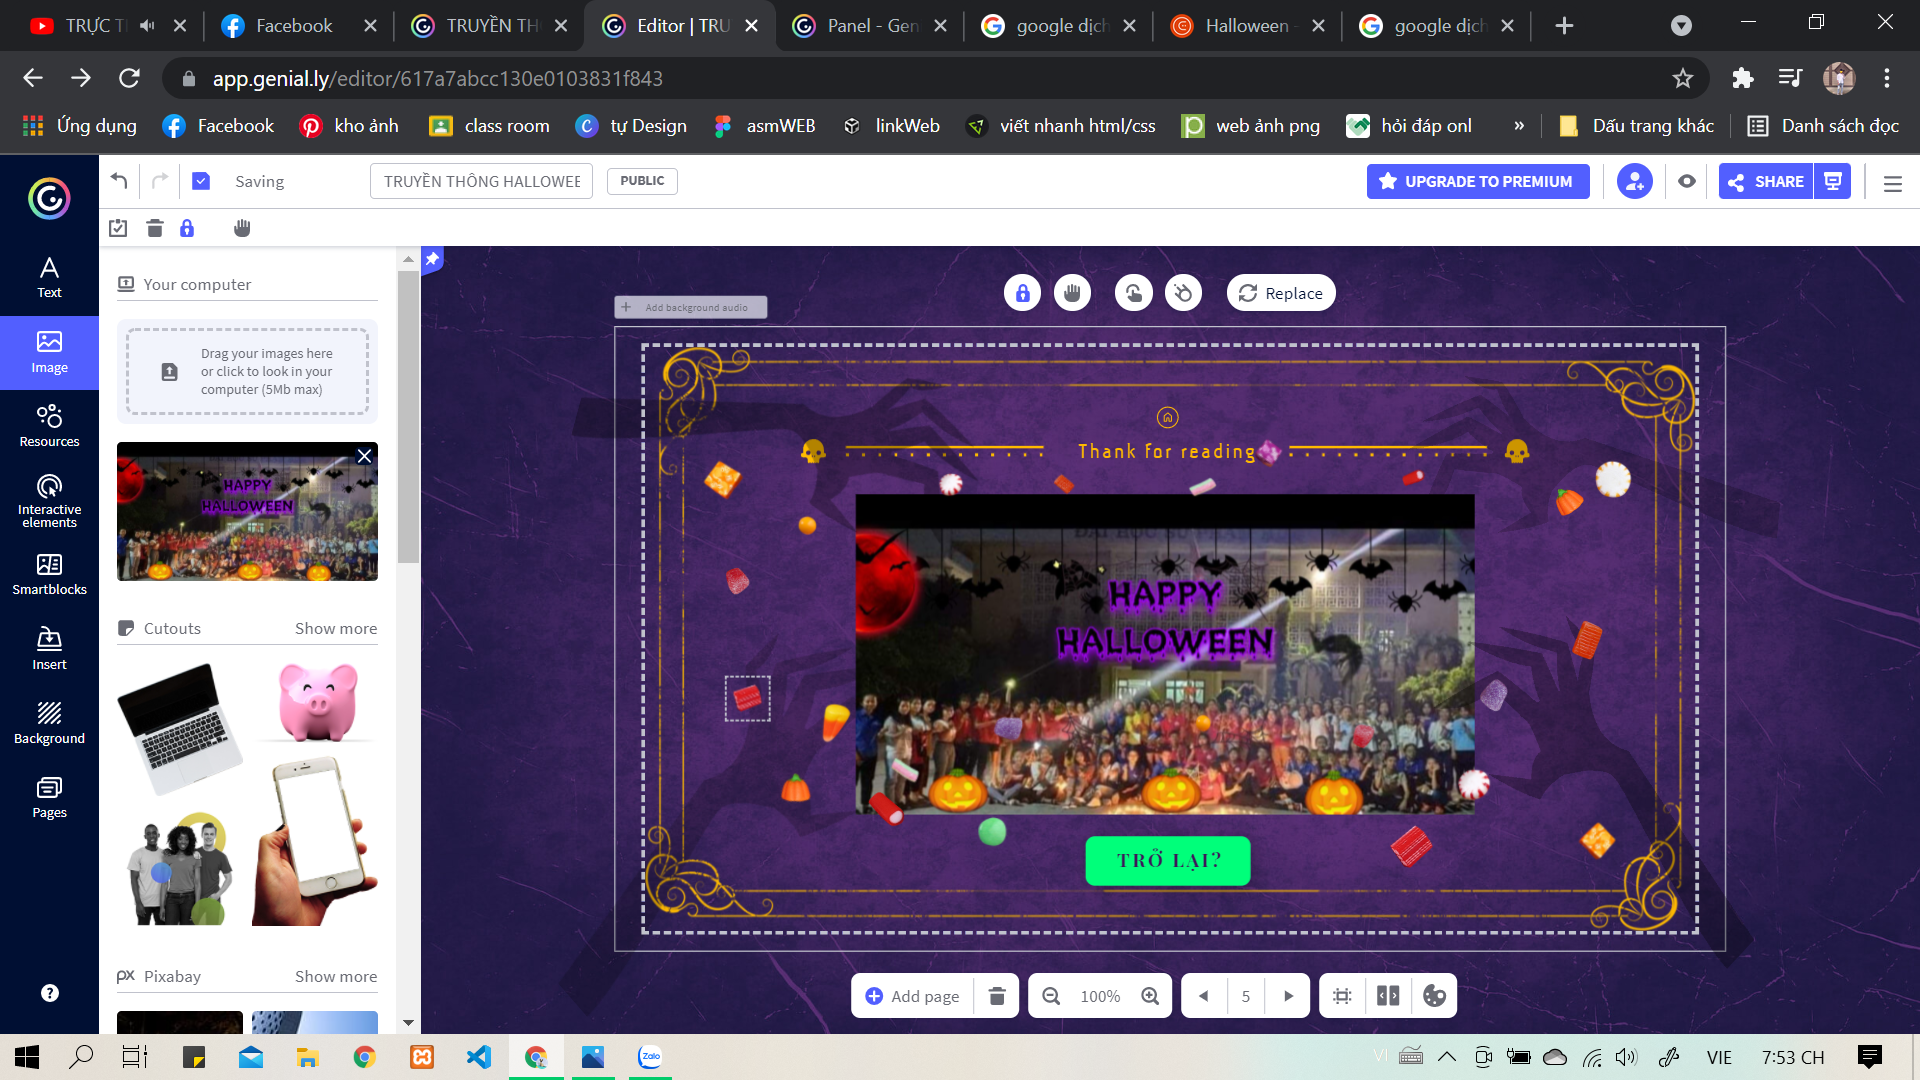 TRỰC T
Facebook
TRUYỀN TH
Editor | TRU
Panel - Gen
google dịch
Halloween -
google dịch
app.genial.ly/editor/617a7abcc130e0103831f843
Ứng dụng
Facebook
kho ảnh
class room
tự Design
asmWEB
linkWeb
viết nhanh html/css
web ảnh png
hỏi đáp onl
»
Dấu trang khác
Danh sách đọc
Saving
TRUYỀN THÔNG HALLOWEE
PUBLIC
UPGRADE TO PREMIUM
SHARE
Text
Image
Resources
Interactive
elements
Smartblocks
Insert
Background
Pages
Your computer
Drag your images here
or click to look in your
computer (5Mb max)
HAPPY
HALLOWEEN
Cutouts
Show more
Pixabay
Show more
Replace
+ Add background audio
Thank for reading
HAPPY
HALLOWEEN
TRỞ LẠI?
Add page
100%
5
Zalo
VIE
7:53 CH